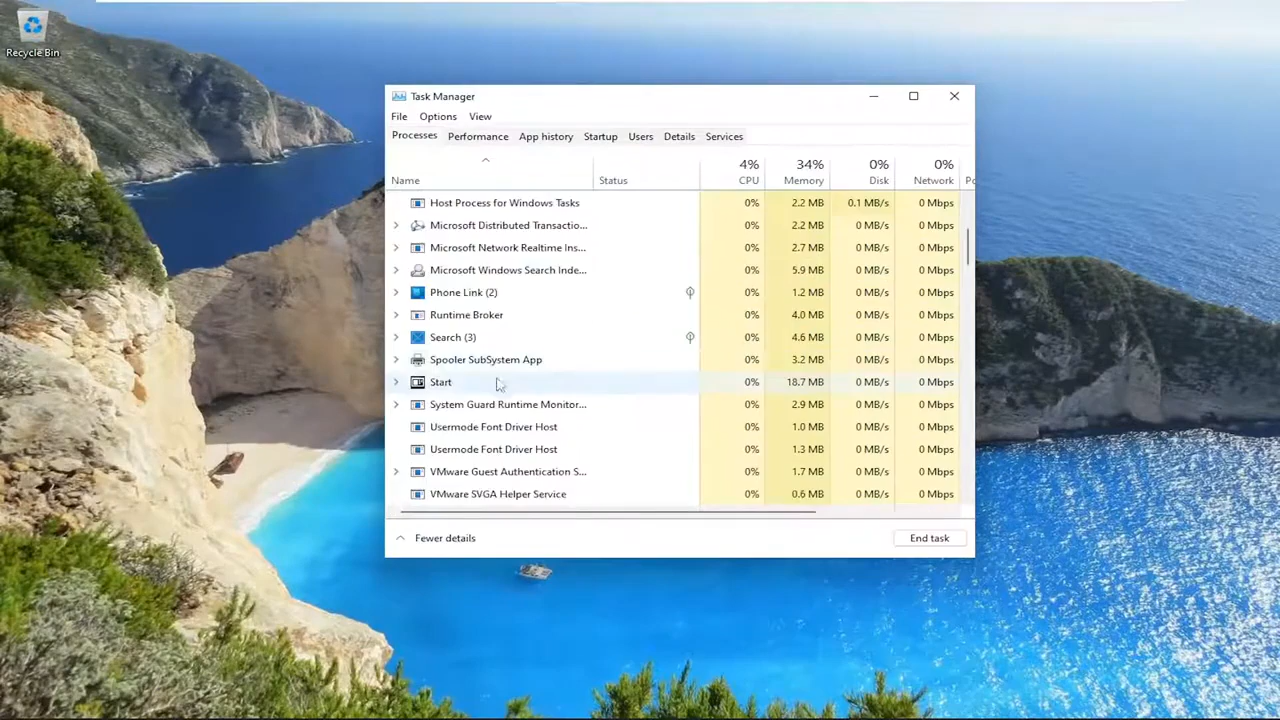 Recycle Bin
Task Manager
File Options View
Processes Performance App history Startup Users Details Services
4% 34% 0% 0%
Name Status CPU Memory Disk Network Po
Host Process for Windows Tasks 0% 2.2 MB 0.1 MB/s 0 Mbps
Microsoft Distributed Transactio... 0% 2.2 MB 0 MB/s 0 Mbps
Microsoft Network Realtime Ins... 0% 2.7 MB 0 MB/s 0 Mbps
Microsoft Windows Search Inde... 0% 5.9 MB 0 MB/s 0 Mbps
Phone Link (2) 0% 1.2 MB 0 MB/s 0 Mbps
Runtime Broker 0% 4.0 MB 0 MB/s 0 Mbps
Search (3) 0% 4.6 MB 0 MB/s 0 Mbps
Spooler SubSystem App 0% 3.2 MB 0 MB/s 0 Mbps
Start 0% 18.7 MB 0 MB/s 0 Mbps
System Guard Runtime Monitor... 0% 2.9 MB 0 MB/s 0 Mbps
Usermode Font Driver Host 0% 1.0 MB 0 MB/s 0 Mbps
Usermode Font Driver Host 0% 1.3 MB 0 MB/s 0 Mbps
VMware Guest Authentication S... 0% 1.7 MB 0 MB/s 0 Mbps
VMware SVGA Helper Service 0% 0.6 MB 0 MB/s 0 Mbps
Fewer details End task